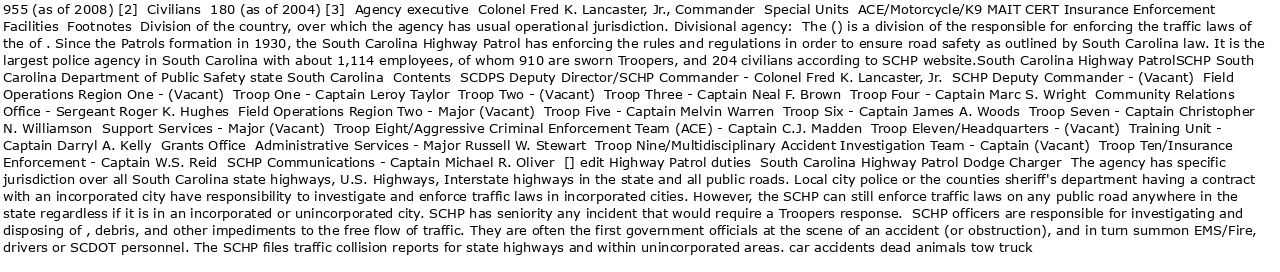 955 (as of 2008) [2]  Civilians  180 (as of 2004) [3]  Agency executive  Colonel Fred K. Lancaster, Jr., Commander  Special Units  ACE/Motorcycle/K9 MAIT CERT Insurance Enforcement
Facilities  Footnotes  Division of the country, over which the agency has usual operational jurisdiction. Divisional agency:  The () is a division of the responsible for enforcing the traffic laws of
the of . Since the Patrols formation in 1930, the South Carolina Highway Patrol has enforcing the rules and regulations in order to ensure road safety as outlined by South Carolina law. It is the
largest police agency in South Carolina with about 1,114 employees, of whom 910 are sworn Troopers, and 204 civilians according to SCHP website.South Carolina Highway PatrolSCHP South
Carolina Department of Public Safety state South Carolina  Contents  SCDPS Deputy Director/SCHP Commander - Colonel Fred K. Lancaster, Jr.  SCHP Deputy Commander - (Vacant)  Field
Operations Region One - (Vacant)  Troop One - Captain Leroy Taylor  Troop Two - (Vacant)  Troop Three - Captain Neal F. Brown  Troop Four - Captain Marc S. Wright  Community Relations
Office - Sergeant Roger K. Hughes  Field Operations Region Two - Major (Vacant)  Troop Five - Captain Melvin Warren  Troop Six - Captain James A. Woods  Troop Seven - Captain Christopher
N. Williamson  Support Services - Major (Vacant)  Troop Eight/Aggressive Criminal Enforcement Team (ACE) - Captain C.J. Madden  Troop Eleven/Headquarters - (Vacant)  Training Unit -
Captain Darryl A. Kelly  Grants Office  Administrative Services - Major Russell W. Stewart  Troop Nine/Multidisciplinary Accident Investigation Team - Captain (Vacant)  Troop Ten/Insurance
Enforcement - Captain W.S. Reid  SCHP Communications - Captain Michael R. Oliver  [] edit Highway Patrol duties  South Carolina Highway Patrol Dodge Charger  The agency has specific
jurisdiction over all South Carolina state highways, U.S. Highways, Interstate highways in the state and all public roads. Local city police or the counties sheriff's department having a contract
with an incorporated city have responsibility to investigate and enforce traffic laws in incorporated cities. However, the SCHP can still enforce traffic laws on any public road anywhere in the
state regardless if it is in an incorporated or unincorporated city. SCHP has seniority any incident that would require a Troopers response.  SCHP officers are responsible for investigating and
disposing of , debris, and other impediments to the free flow of traffic. They are often the first government officials at the scene of an accident (or obstruction), and in turn summon EMS/Fire,
drivers or SCDOT personnel. The SCHP files traffic collision reports for state highways and within unincorporated areas. car accidents dead animals tow truck